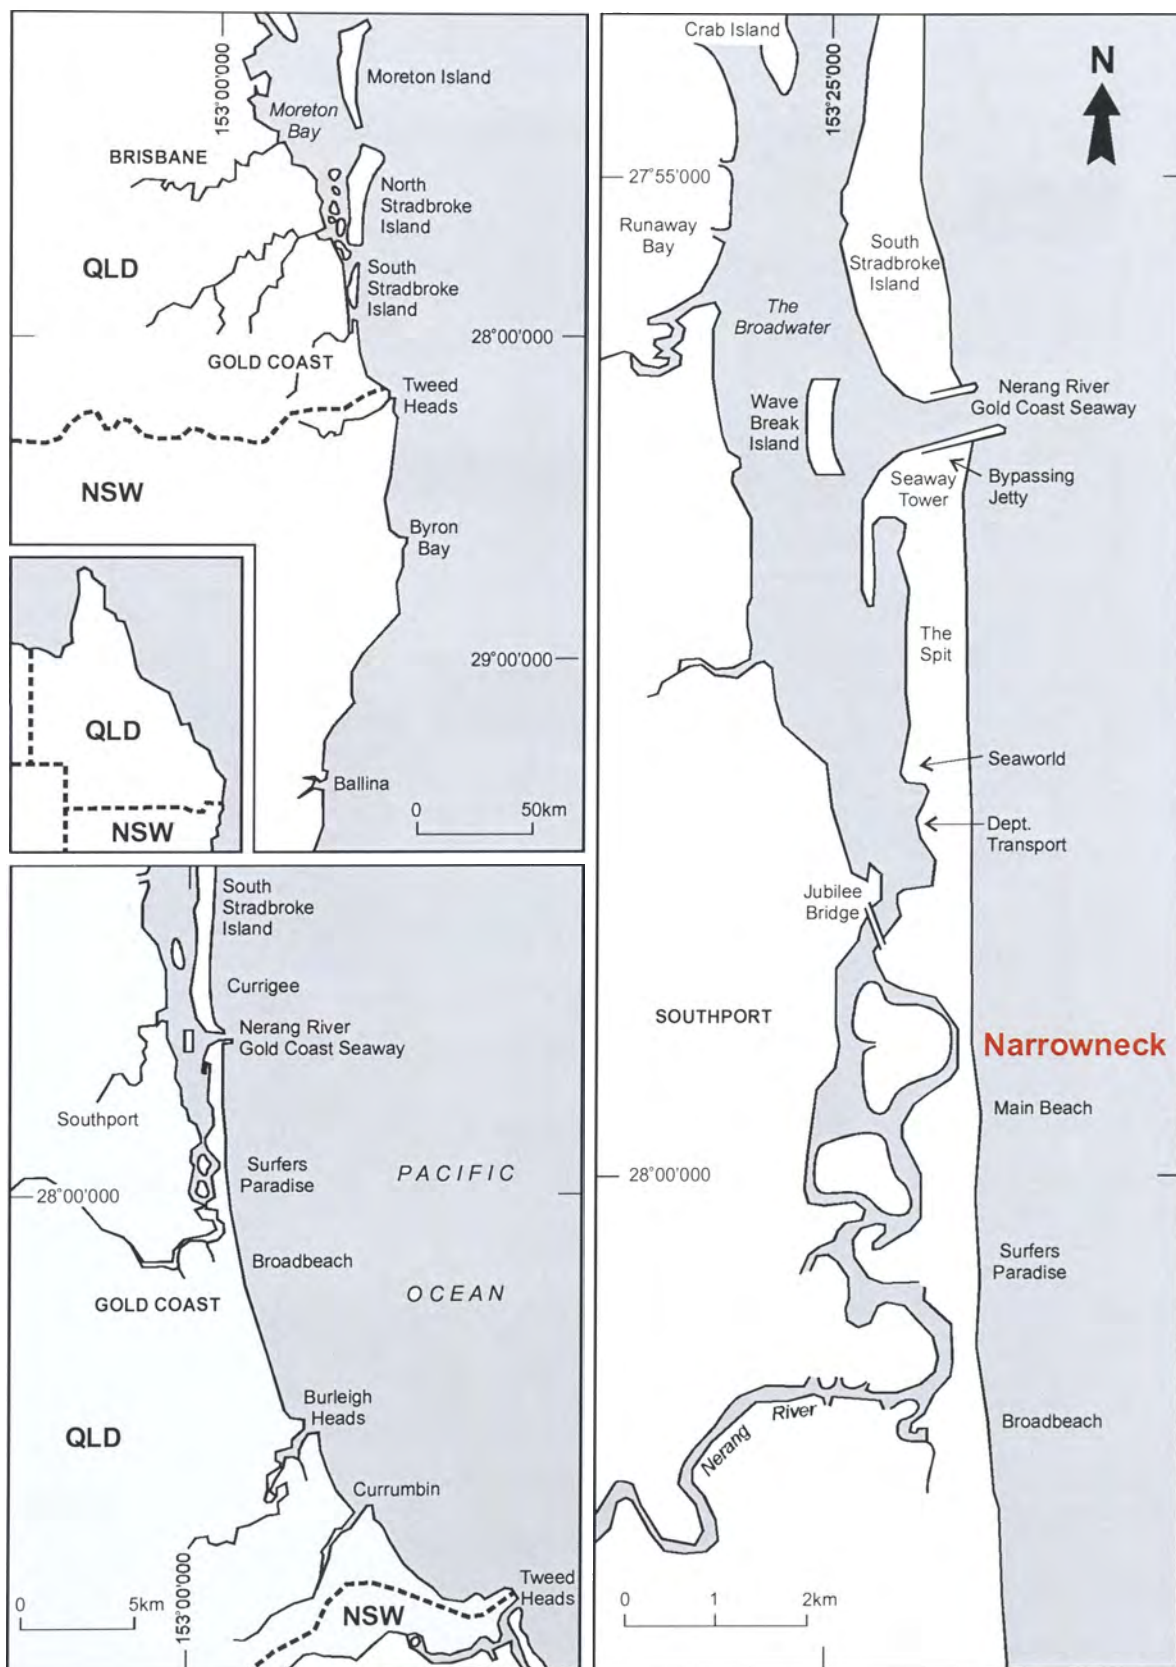 153°00'000
Moreton Island
Moreton
Bay
BRISBANE
North
Stradbroke
Island
QLD
South
Stradbroke
Island
28°00'000
GOLD COAST
Tweed
Heads
NSW
Byron
Bay
29°00'000
QLD
NSW
Ballina
0
50km
South
Stradbroke
Island
Currigee
Nerang River
Gold Coast Seaway
Southport
Surfers
Paradise
PACIFIC
28°00'000
Broadbeach
OCEAN
GOLD COAST
Burleigh
Heads
QLD
Currumbin
153°00'000
Tweed
Heads
0
5km
NSW
Crab Island
153°25'000
N
27°55'000
Runaway
Bay
South
Stradbroke
Island
The
Broadwater
Nerang River
Gold Coast Seaway
Wave
Break
Island
Seaway
Tower
Bypassing
Jetty
The
Spit
Seaworld
Dept.
Transport
Jubilee
Bridge
SOUTHPORT
Narrowneck
Main Beach
28°00'000
Surfers
Paradise
Nerang River
Broadbeach
0
1
2km